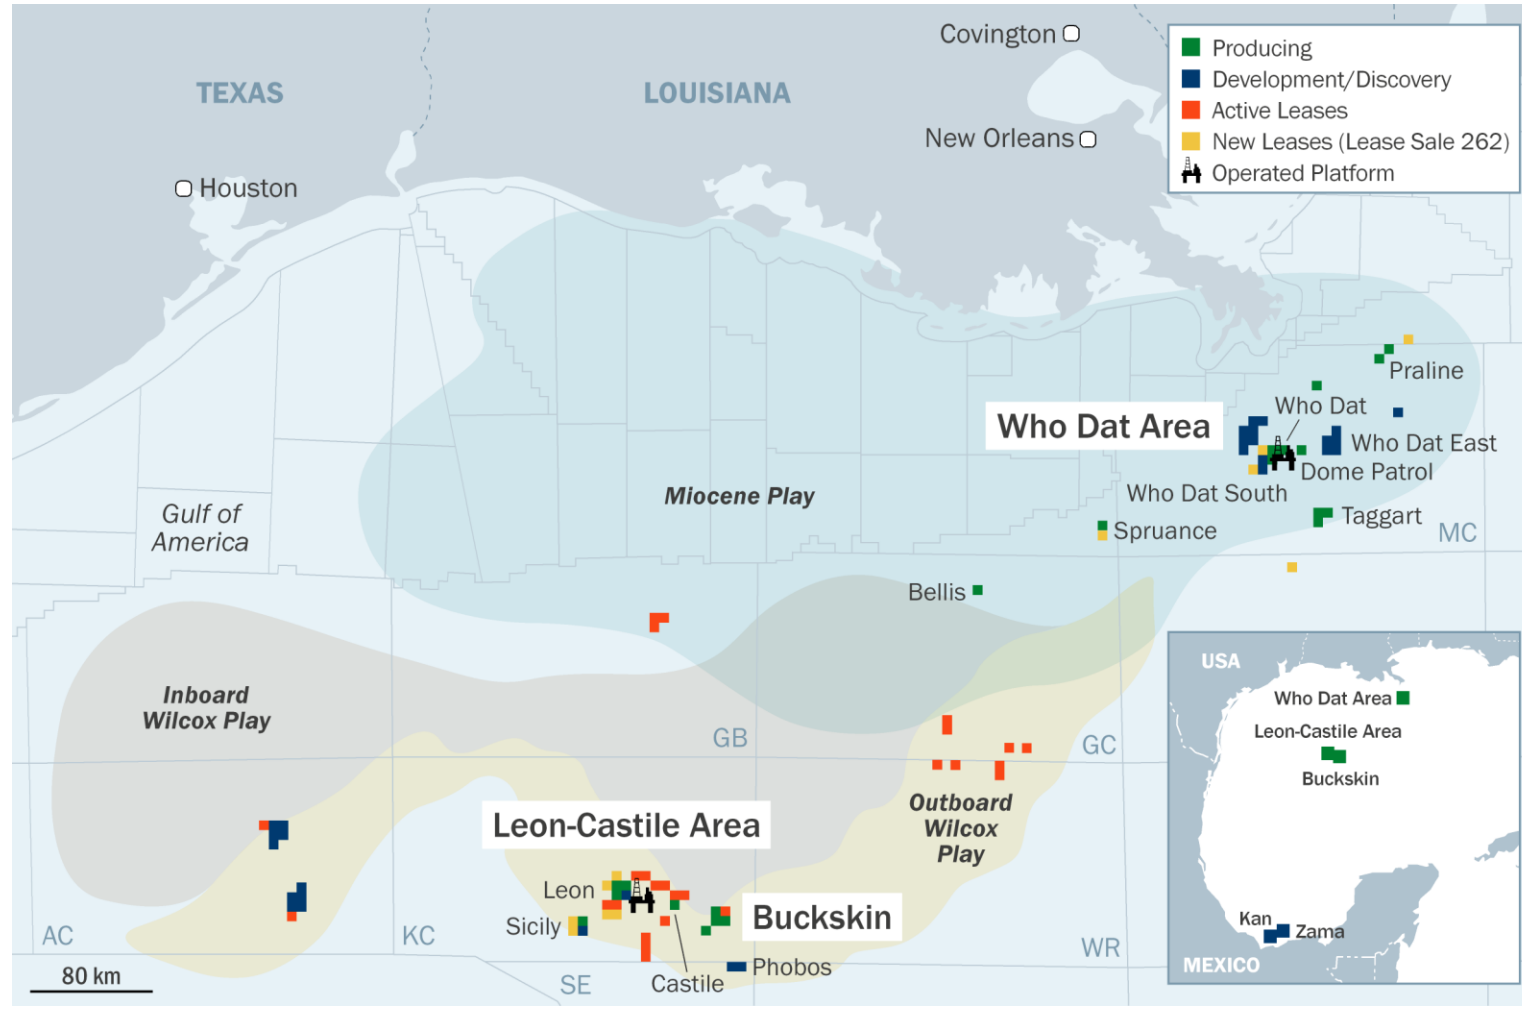 Covington
TEXAS
LOUISIANA
New Orleans
Houston
Producing
Development/Discovery
Active Leases
New Leases (Lease Sale 262)
Operated Platform
Praline
Who Dat
Who Dat Area
Who Dat East
Dome Patrol
Who Dat South
Miocene Play
Gulf of
America
Taggart
Spruance
MC
Bellis
Inboard
Wilcox Play
GB
GC
Outboard
Wilcox
Play
Leon-Castile Area
Leon
Buckskin
Sicily
AC
KC
WR
Phobos
Castile
SE
80 km
USA
Who Dat Area
Leon-Castile Area
Buckskin
Kan
Zama
MEXICO